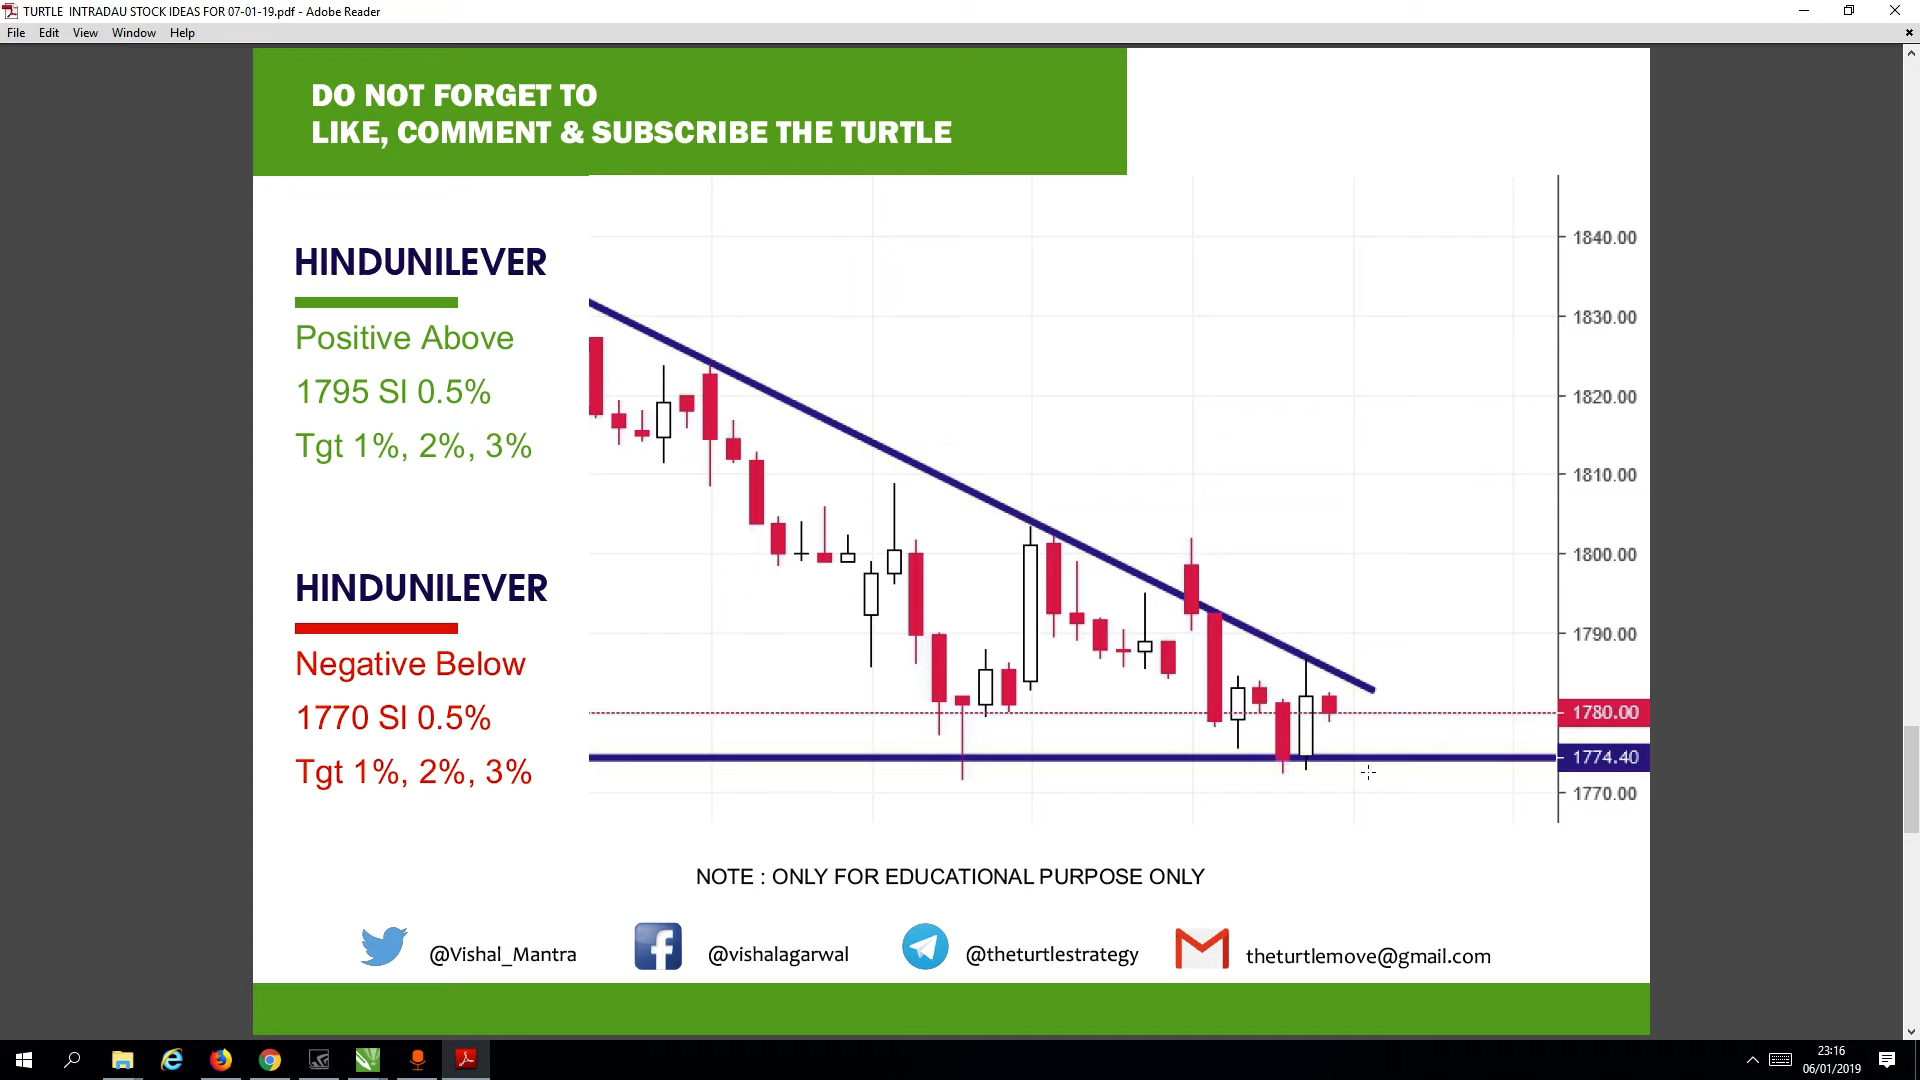 TURTLE  INTRADAU STOCK IDEAS FOR 07-01-19.pdf - Adobe Reader
File Edit View Window Help
DO NOT FORGET TO
LIKE, COMMENT & SUBSCRIBE THE TURTLE
HINDUNILEVER
Positive Above
1795 Sl 0.5%
Tgt 1%, 2%, 3%
HINDUNILEVER
Negative Below
1770 Sl 0.5%
Tgt 1%, 2%, 3%
1840.00
1830.00
1820.00
1810.00
1800.00
1790.00
1780.00
1774.40
1770.00
NOTE : ONLY FOR EDUCATIONAL PURPOSE ONLY
@Vishal_Mantra @vishalagarwal @theturtlestrategy theturtlemove@gmail.com
23:16
06/01/2019